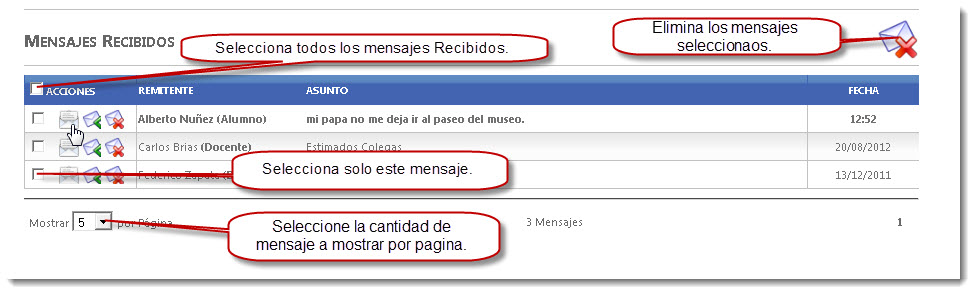 MENSAJES RECIBIDOS
Selecciona todos los mensajes Recibidos.
Elimina los mensajes
seleccionaos.
ACCIONES REMITENTE ASUNTO FECHA
Alberto Nuñez (Alumno) mi papa no me deja ir al paseo del museo. 12:52
Carlos Brias (Docente) Estimados Colegas 20/08/2012
Selecciona solo este mensaje.
Federico Zapata 13/12/2011
Mostrar 5 por Página 3 Mensajes 1
Seleccione la cantidad de
mensaje a mostrar por pagina.